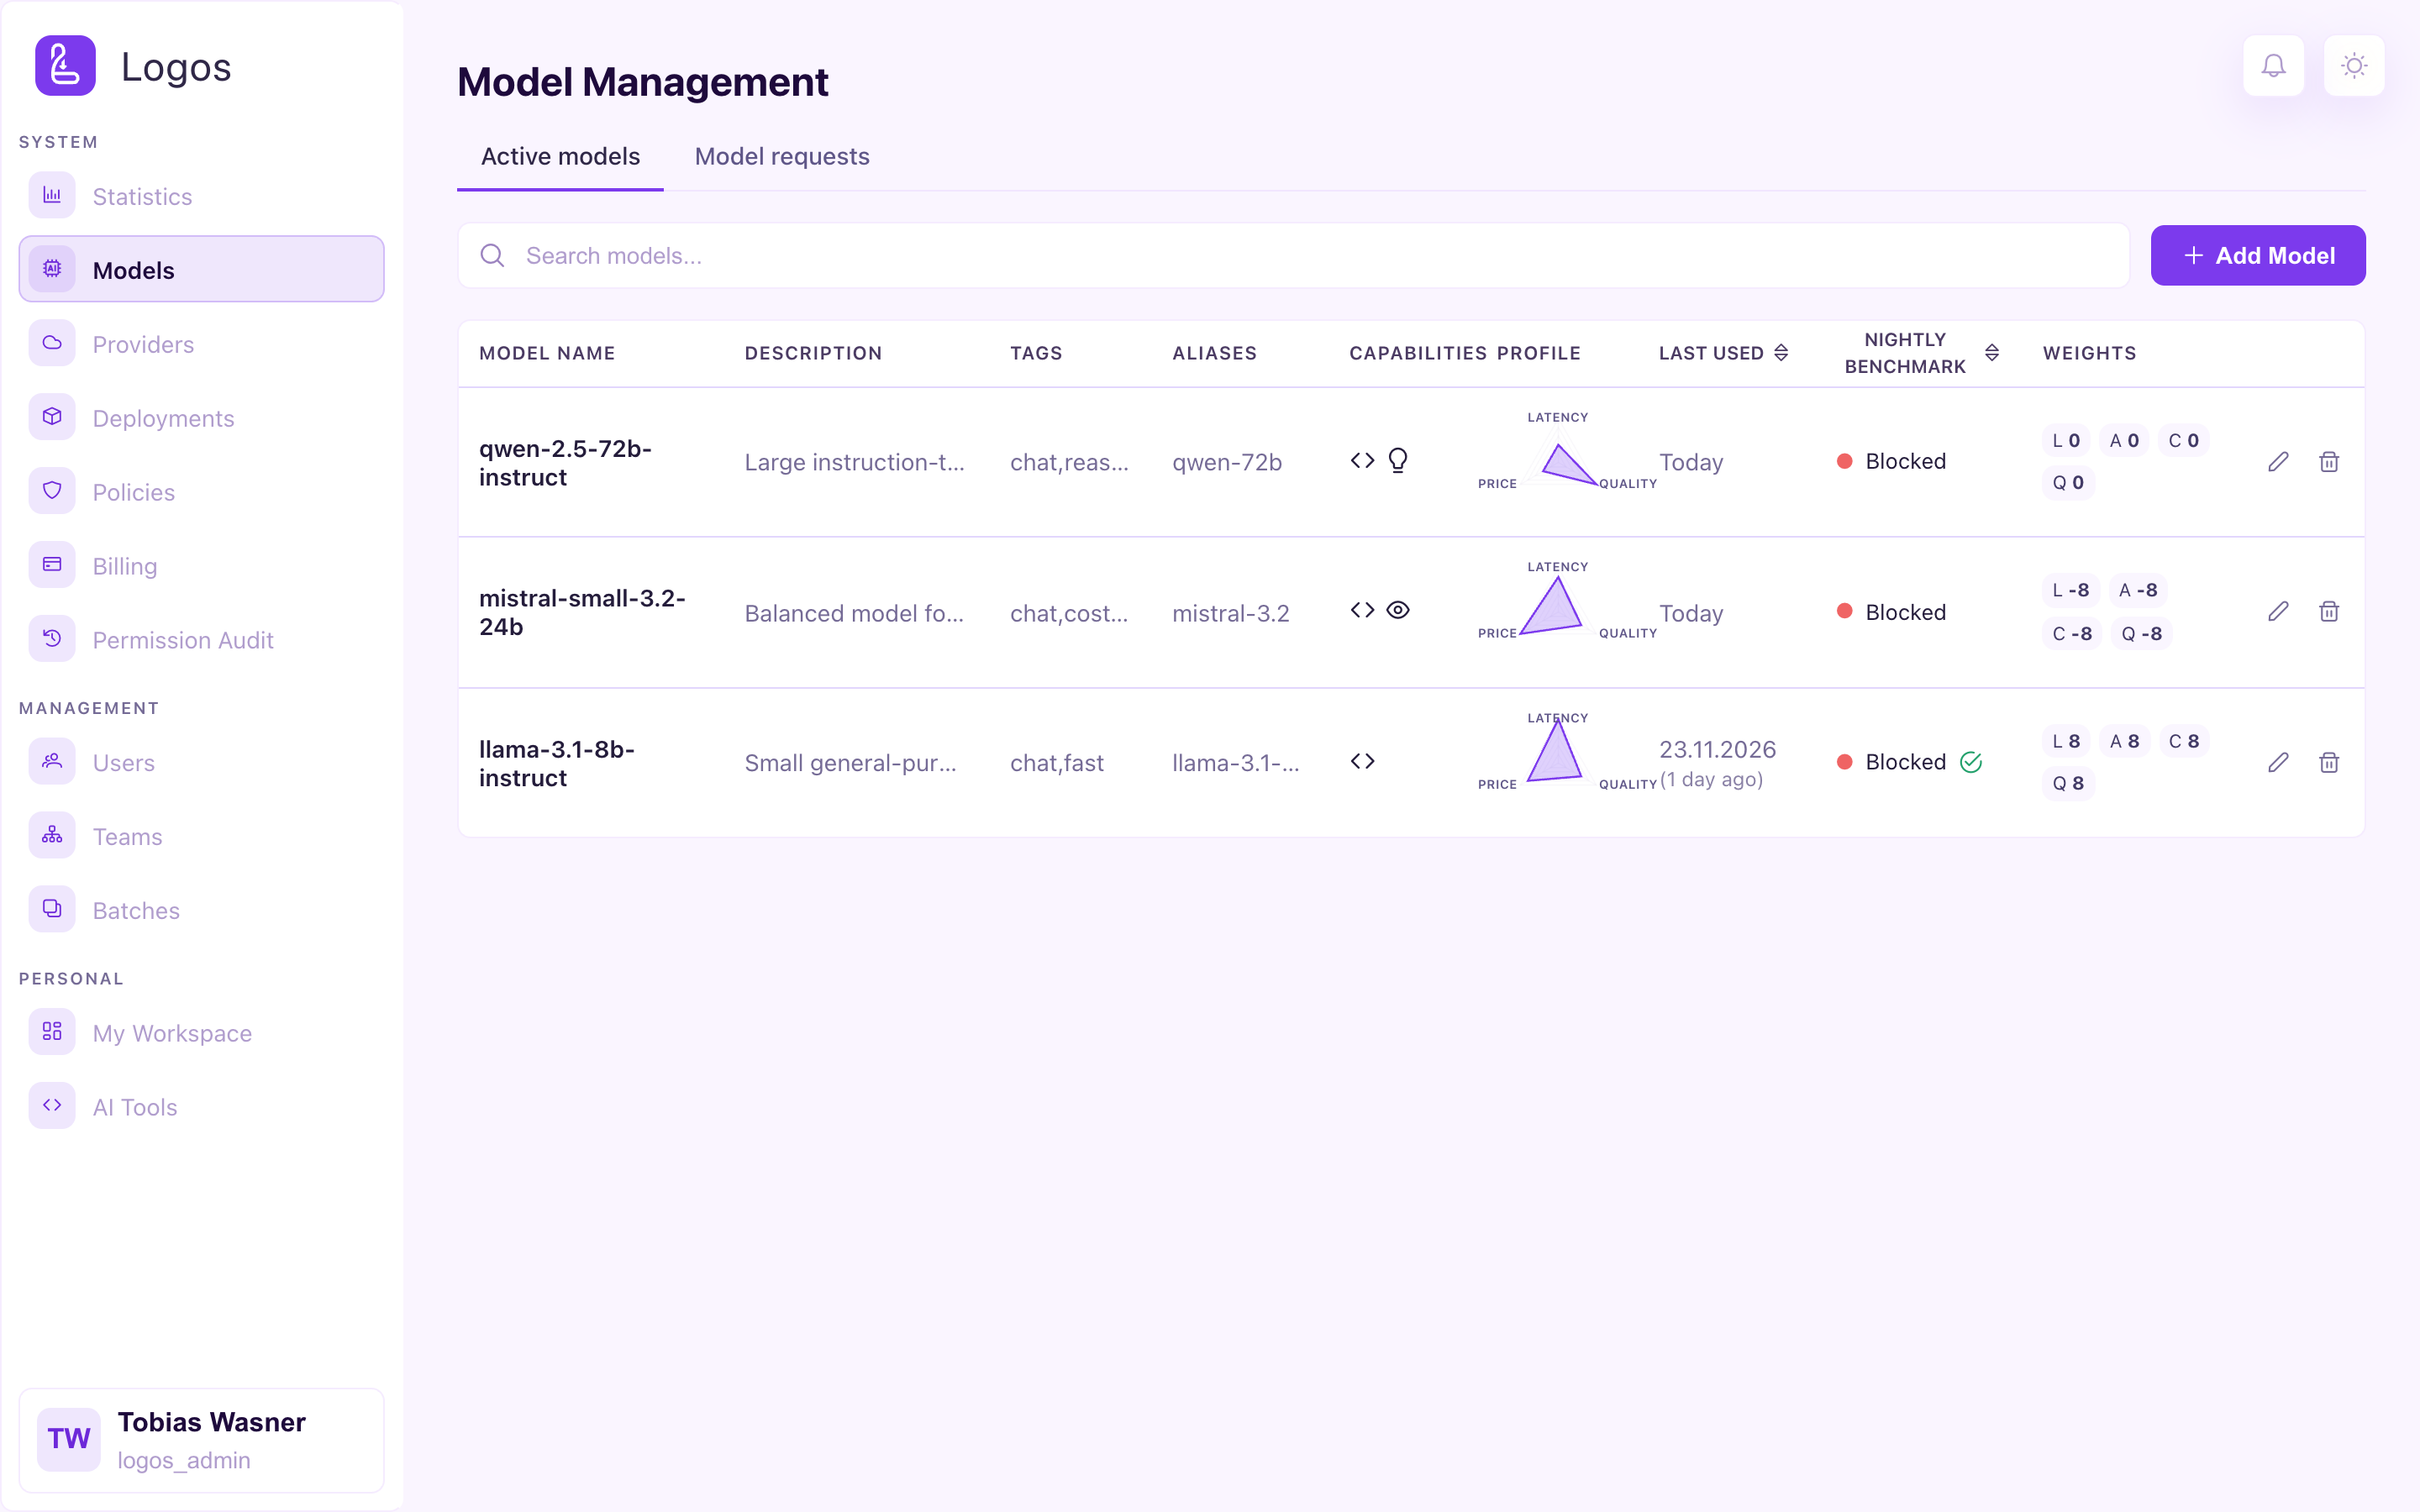 Logos
SYSTEM
Statistics
Models
Providers
Deployments
Policies
Billing
Permission Audit
MANAGEMENT
Users
Teams
Batches
PERSONAL
My Workspace
AI Tools
TW
Tobias Wasner
logos_admin
Model Management
Active models
Model requests
Search models...
Add Model
MODEL NAME DESCRIPTION TAGS ALIASES CAPABILITIES PROFILE LAST USED NIGHTLY BENCHMARK WEIGHTS
qwen-2.5-72b-
instruct
Large instruction-t...
chat,reas...
qwen-72b
LATENCY
PRICE
QUALITY
Today
Blocked
L 0 A 0 C 0
Q 0
mistral-small-3.2-
24b
Balanced model fo...
chat,cost...
mistral-3.2
LATENCY
PRICE
QUALITY
Today
Blocked
L -8 A -8
C -8 Q -8
llama-3.1-8b-
instruct
Small general-pur...
chat,fast
llama-3.1-...
LATENCY
PRICE
QUALITY
23.11.2026
(1 day ago)
Blocked
L 8 A 8 C 8
Q 8